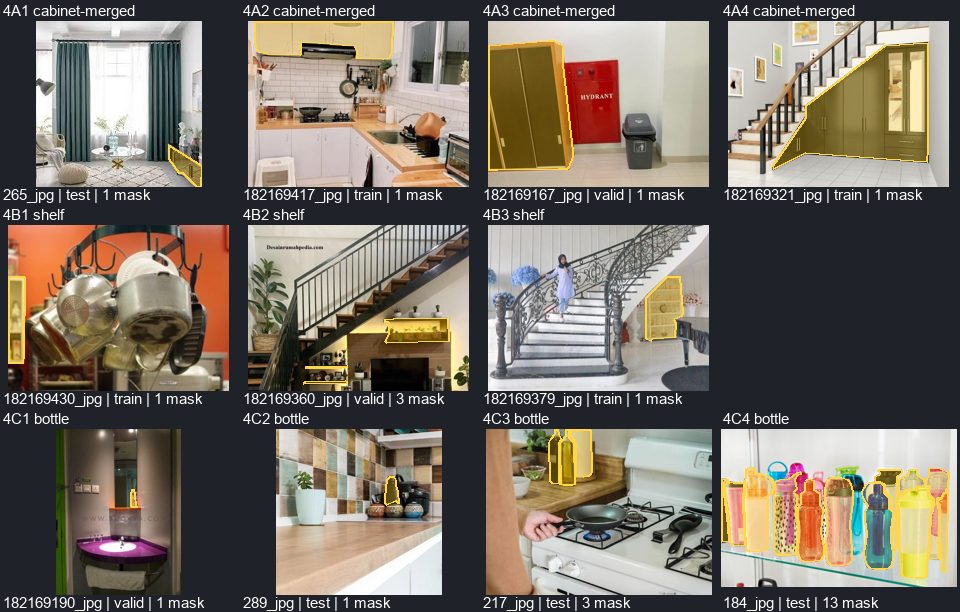 4A1 cabinet-merged
4A2 cabinet-merged
4A3 cabinet-merged
4A4 cabinet-merged
HYDRANT
265_jpg | test | 1 mask
182169417_jpg | train | 1 mask
182169167_jpg | valid | 1 mask
182169321_jpg | train | 1 mask
4B1 shelf
4B2 shelf
4B3 shelf
Desainrumahpedia.com
182169430_jpg | train | 1 mask
182169360_jpg | valid | 3 mask
182169379_jpg | train | 1 mask
4C1 bottle
4C2 bottle
4C3 bottle
4C4 bottle
182169190_jpg | valid | 1 mask
289_jpg | test | 1 mask
217_jpg | test | 3 mask
184_jpg | test | 13 mask